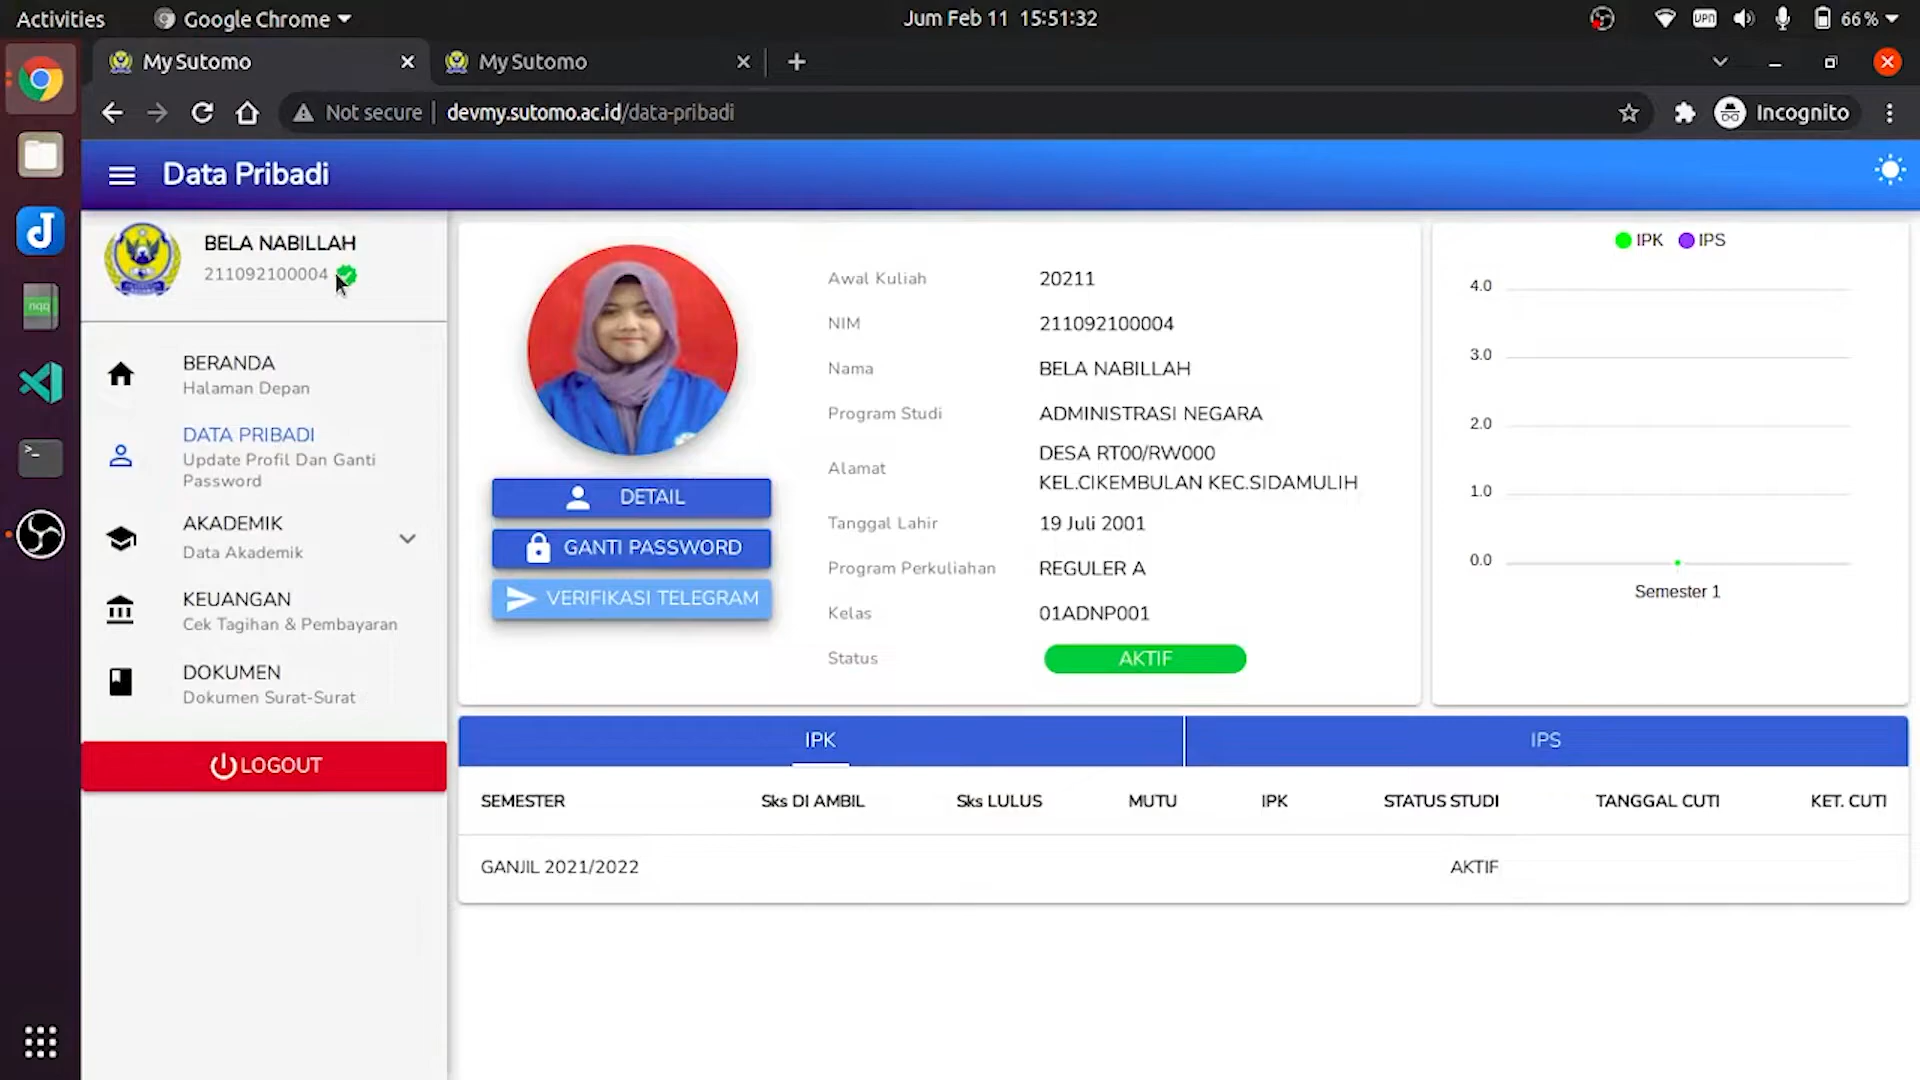 Activities
Google Chrome
Jum Feb 11 15:51:32
VPN
66 %
My Sutomo
My Sutomo
Not secure
devmy.sutomo.ac.id/data-pribadi
Incognito
Data Pribadi
BELA NABILLAH
211092100004
BERANDA
Halaman Depan
DATA PRIBADI
Update Profil Dan Ganti
Password
AKADEMIK
Data Akademik
KEUANGAN
Cek Tagihan & Pembayaran
DOKUMEN
Dokumen Surat-Surat
LOGOUT
DETAIL
GANTI PASSWORD
VERIFIKASI TELEGRAM
Awal Kuliah 20211
NIM 211092100004
Nama BELA NABILLAH
Program Studi ADMINISTRASI NEGARA
Alamat DESA RT00/RW000
KEL.CIKEMBULAN KEC.SIDAMULIH
Tanggal Lahir 19 Juli 2001
Program Perkuliahan REGULER A
Kelas 01ADNP001
Status AKTIF
IPK IPS
4.0
3.0
2.0
1.0
0.0
Semester 1
IPK IPS
SEMESTER Sks DI AMBIL Sks LULUS MUTU IPK STATUS STUDI TANGGAL CUTI KET. CUTI
GANJIL 2021/2022 AKTIF
nqq